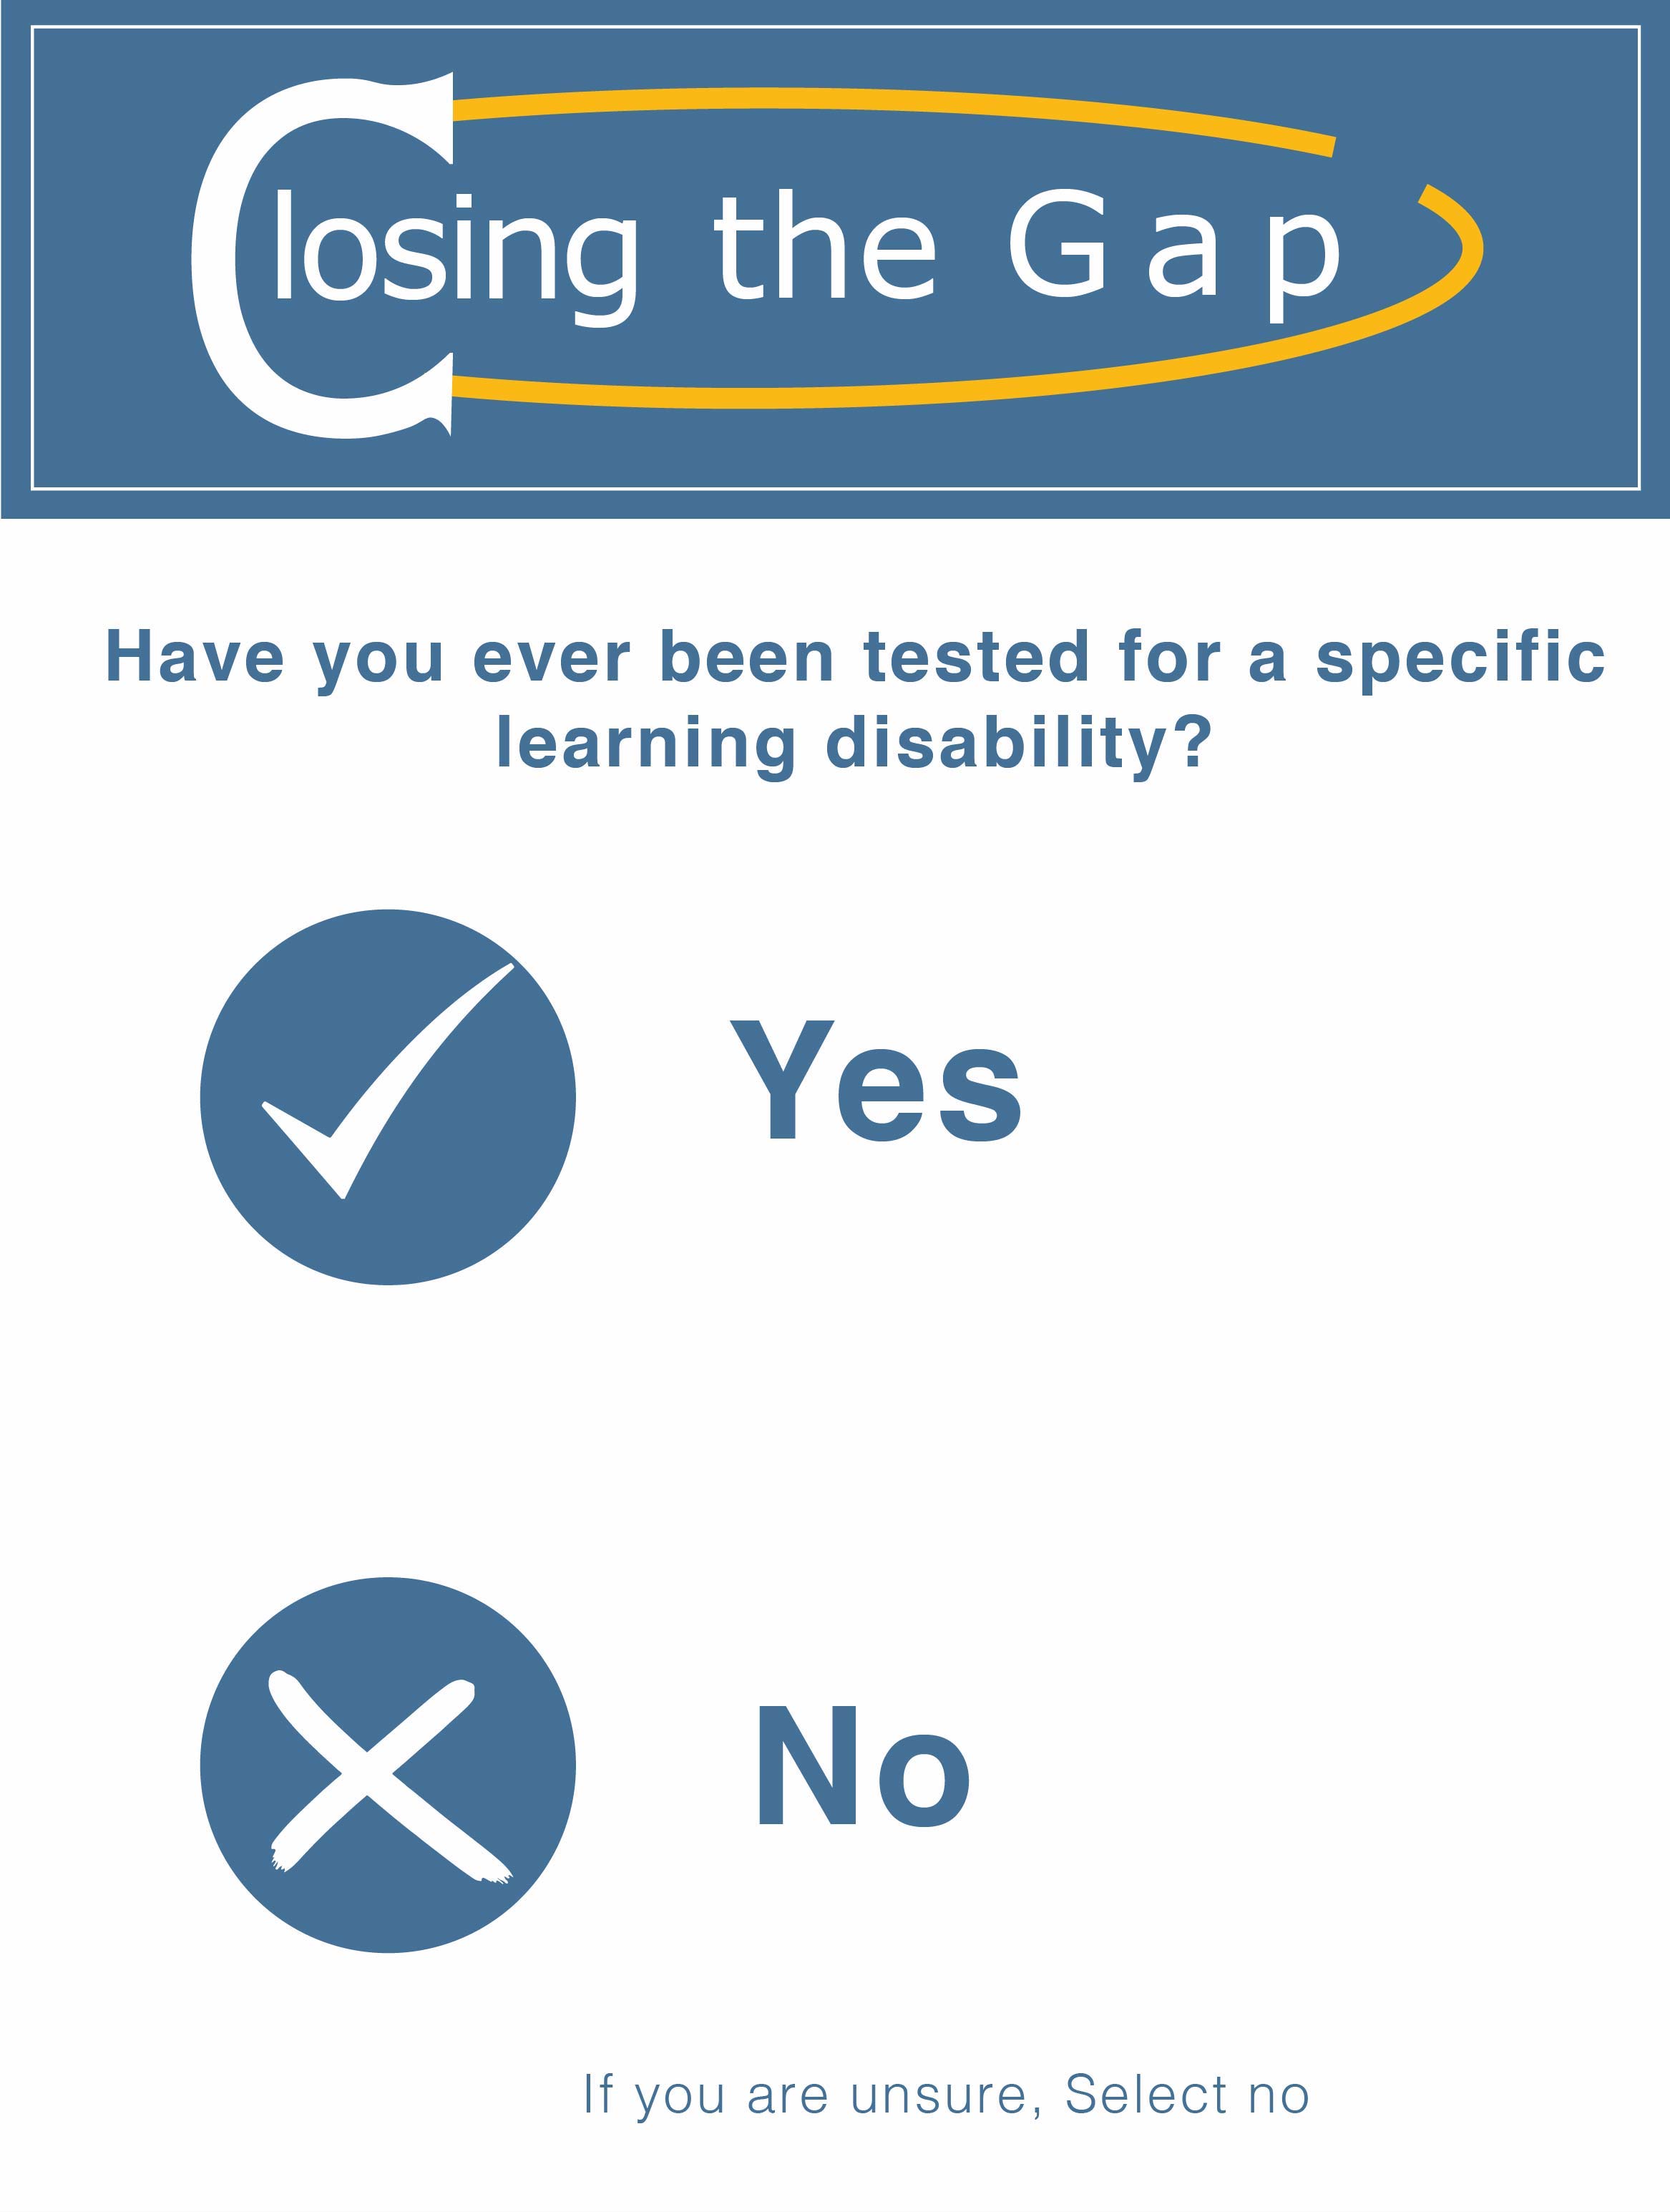 Closing the Gap
Have you ever been tested for a specific
learning disability?
Yes
No
If you are unsure, Select no